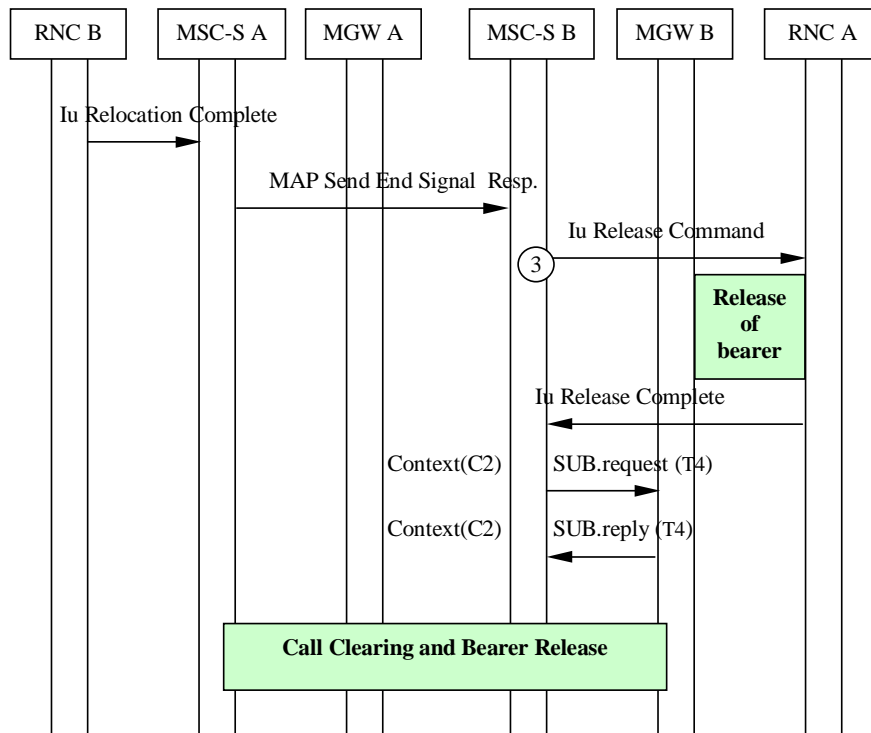 RNC B MSC-S A MGW A MSC-S B MGW B RNC A
Iu Relocation Complete
MAP Send End Signal Resp.
Iu Release Command
3
Release
of
bearer
Iu Release Complete
Context(C2) SUB.request (T4)
Context(C2) SUB.reply (T4)
Call Clearing and Bearer Release